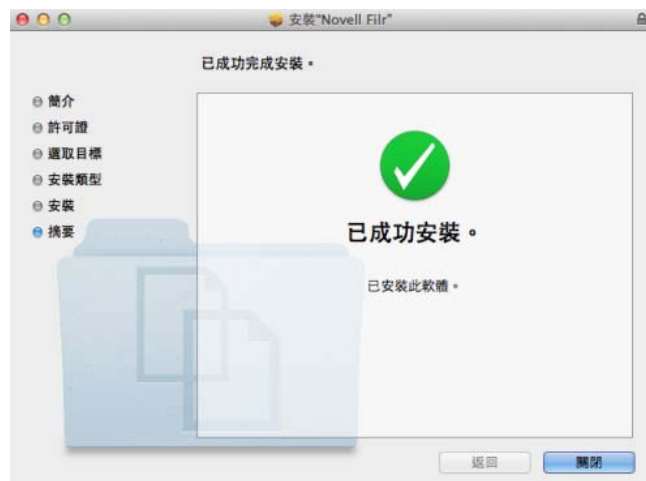 安裝"Novell Filr"
已成功完成安裝。
簡介
許可證
選取目標
安裝類型
安裝
摘要
已成功安裝。
已安裝此軟體。
返回
關閉